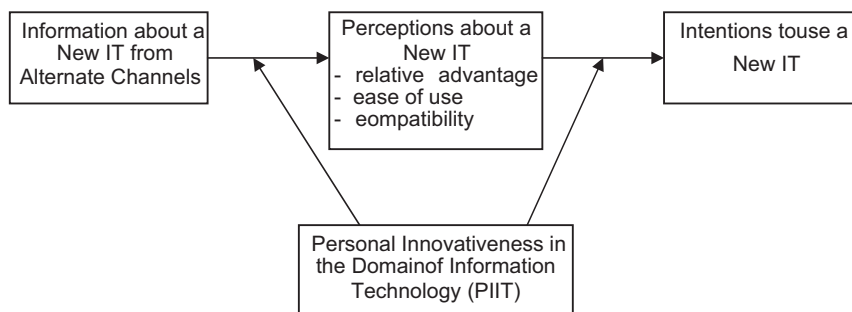 Information about a
New IT from
Alternate Channels
Perceptions about a
New IT
- relative advantage
- ease of use
- eompatibility
Intentions touse a
New IT
Personal Innovativeness in
the Domainof Information
Technology (PIIT)